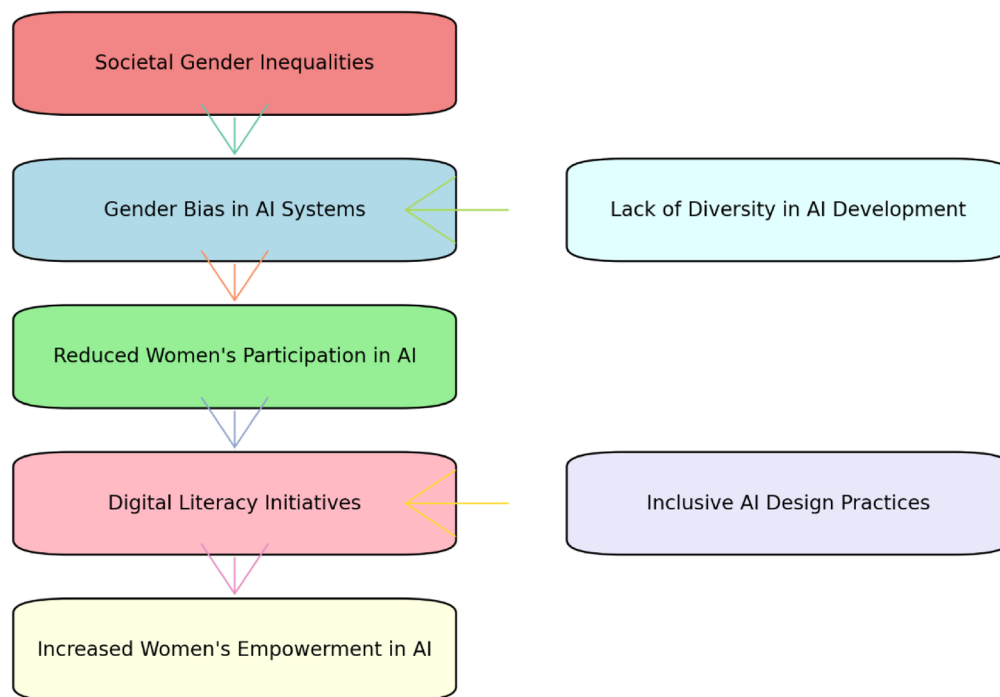 Societal Gender Inequalities
Gender Bias in AI Systems
Lack of Diversity in AI Development
Reduced Women's Participation in AI
Digital Literacy Initiatives
Inclusive AI Design Practices
Increased Women's Empowerment in AI